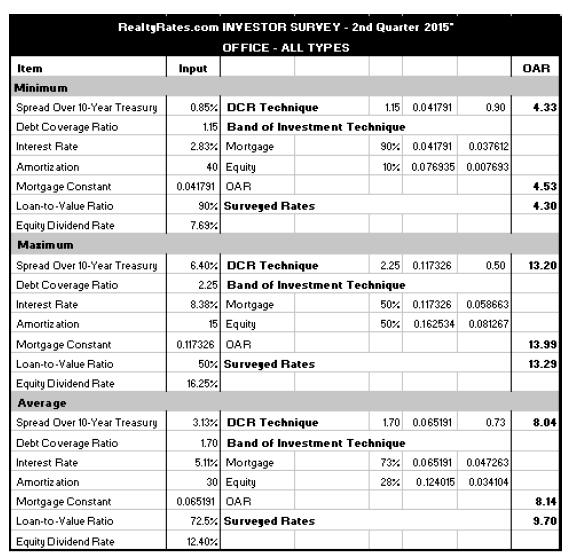 RealtyRates.com INVESTOR SURVEY - 2nd Quarter 2015"
OFFICE - ALL TYPES
Item Input OAR
Minimum
Spread Over 10-Year Treasury 0.85% DCR Technique 1.15 0.041791 0.90 4.33
Debt Coverage Ratio 1.15 Band of Investment Technique
Interest Rate 2.83% Mortgage 90% 0.041791 0.037612
Amortization 40 Equity 10% 0.076935 0.007693
Mortgage Constant 0.041791 OAR 4.53
Loan-to-Value Ratio 90% Surveyed Rates 4.30
Equity Dividend Rate 7.69%
Maximum
Spread Over 10-Year Treasury 6.40% DCR Technique 2.25 0.117326 0.50 13.20
Debt Coverage Ratio 2.25 Band of Investment Technique
Interest Rate 8.38% Mortgage 50% 0.117326 0.058663
Amortization 15 Equity 50% 0.162534 0.081267
Mortgage Constant 0.117326 OAR 13.99
Loan-to-Value Ratio 50% Surveyed Rates 13.29
Equity Dividend Rate 16.25%
Average
Spread Over 10-Year Treasury 3.13% DCR Technique 1.70 0.065191 0.73 8.04
Debt Coverage Ratio 1.70 Band of Investment Technique
Interest Rate 5.11% Mortgage 73% 0.065191 0.047263
Amortization 30 Equity 28% 0.124015 0.034104
Mortgage Constant 0.065191 OAR 8.14
Loan-to-Value Ratio 72.5% Surveyed Rates 9.70
Equity Dividend Rate 12.40%